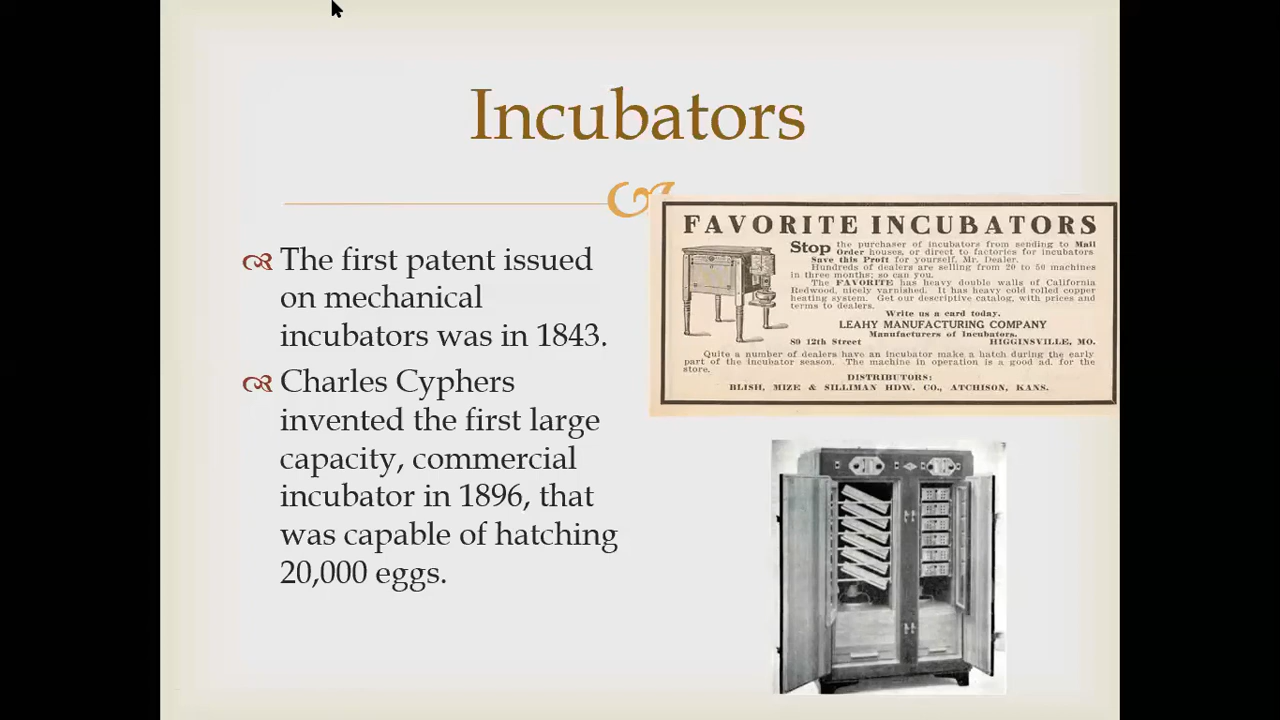 Incubators
The first patent issued
on mechanical
incubators was in 1843.
Charles Cyphers
invented the first large
capacity, commercial
incubator in 1896, that
was capable of hatching
20,000 eggs.
FAVORITE INCUBATORS
Stop the purchaser of incubators from sending to Mail
Order houses, or direct to factories for incubators
Save this Proft for yourself, Mr. Dealer.
Hundreds of dealers are selling from 20 to 50 machines
in three months; so can you.
The FAVORITE has heavy double walls of California
Redwood, nicely varnished. It has heavy cold rolled copper
heating system. Get our descriptive catalog, with prices and
terms to dealers.
Write us a card today.
LEAHY MANUFACTURING COMPANY
Manufacturers of Incubators.
80 12th Street HIGGINSVILLE, MO.
Quite a number of dealers have an incubator make a hatch during the early
part of the incubator season. The machine in operation is a good ad. for the
store.
DISTRIBUTORS:
BLISH, MIZE & SILLIMAN HDW. CO., ATCHISON, KANS.